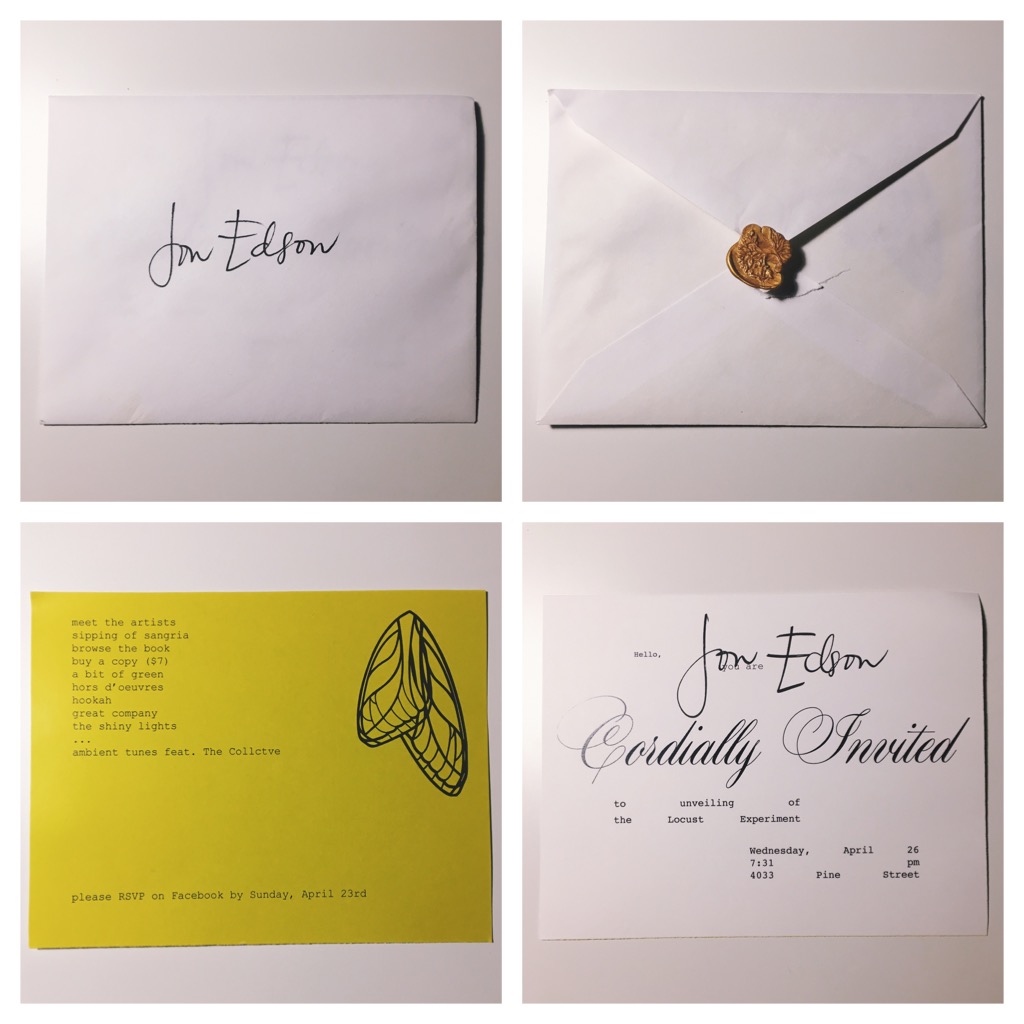 Jon Edson
meet the artists
sipping of sangria
browse the book
buy a copy ($7)
a bit of green
hors d'oeuvres
hookah
great company
the shiny lights
...
ambient tunes feat. The Collctve
please RSVP on Facebook by Sunday, April 23rd
Hello, Jon Edson
you are
Cordially Invited
to unveiling of
the Locust Experiment
Wednesday, April 26
7:31 pm
4033 Pine Street